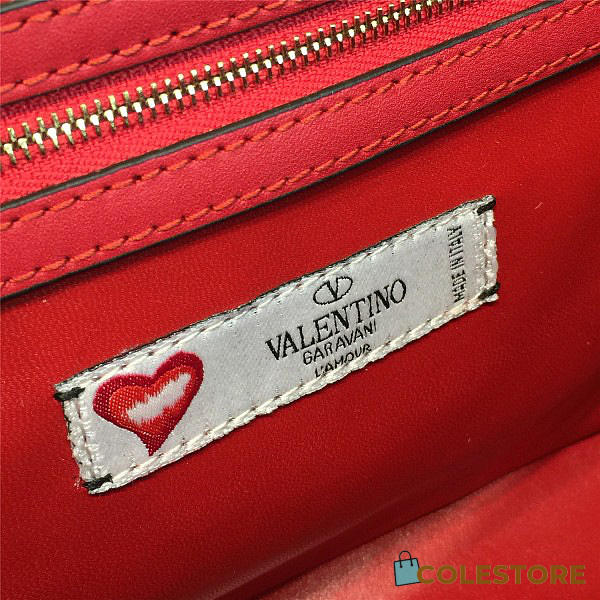 VALENTINO
GARAVANI
L'AMOUR
MADE IN ITALY
COLESTORE